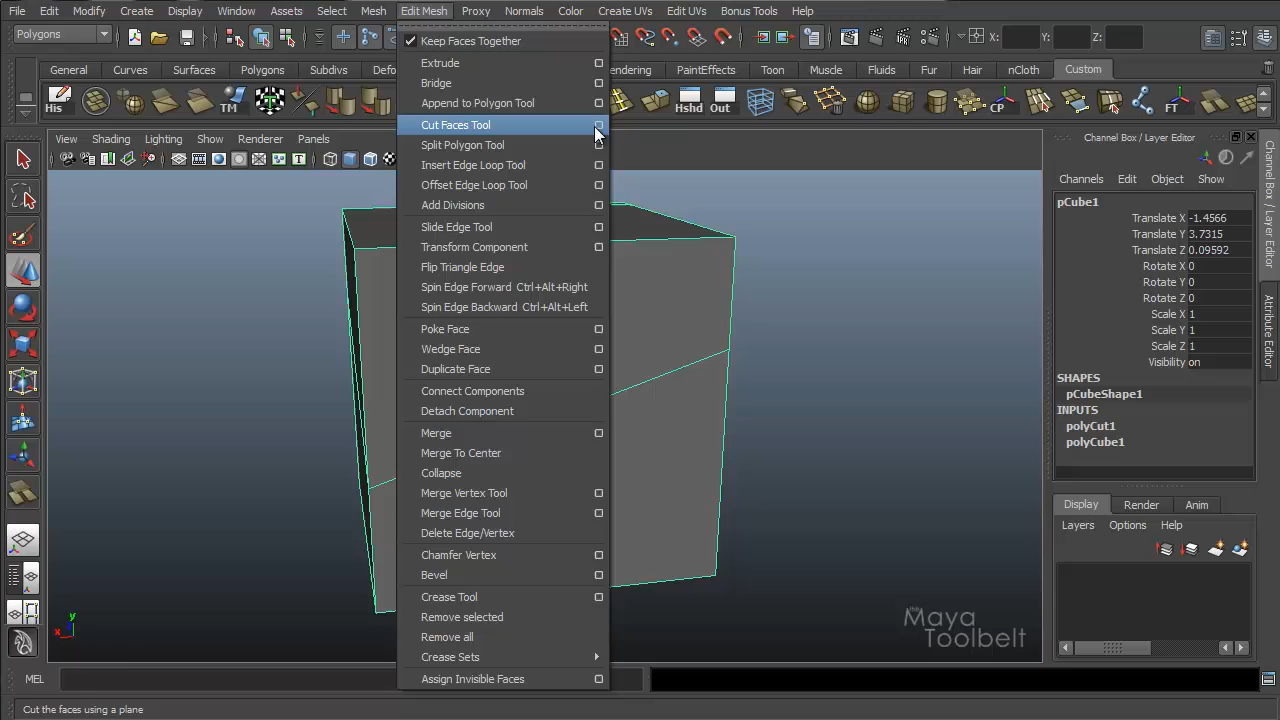 File Edit Modify Create Display Window Assets Select Mesh Edit Mesh Proxy Normals Color Create UVs Edit UVs Bonus Tools Help
Polygons
X: Y: Z:
General Curves Surfaces Polygons Subdivs Defo
ndering PaintEffects Toon Muscle Fluids Fur Hair nCloth Custom
His TM Hshd Out CP FT
View Shading Lighting Show Renderer Panels
Keep Faces Together
Extrude
Bridge
Append to Polygon Tool
Cut Faces Tool
Split Polygon Tool
Insert Edge Loop Tool
Offset Edge Loop Tool
Add Divisions
Slide Edge Tool
Transform Component
Flip Triangle Edge
Spin Edge Forward Ctrl+Alt+Right
Spin Edge Backward Ctrl+Alt+Left
Poke Face
Wedge Face
Duplicate Face
Connect Components
Detach Component
Merge
Merge To Center
Collapse
Merge Vertex Tool
Merge Edge Tool
Delete Edge/Vertex
Chamfer Vertex
Bevel
Crease Tool
Remove selected
Remove all
Crease Sets
Assign Invisible Faces
Channel Box / Layer Editor
Channels Edit Object Show
pCube1
Translate X -1.4566
Translate Y 3.7315
Translate Z 0.09592
Rotate X 0
Rotate Y 0
Rotate Z 0
Scale X 1
Scale Y 1
Scale Z 1
Visibility on
SHAPES
pCubeShape1
INPUTS
polyCut1
polyCube1
Display Render Anim
Layers Options Help
Channel Box / Layer Editor
Attribute Editor
y
x
the
Maya
Toolbelt
MEL
Cut the faces using a plane